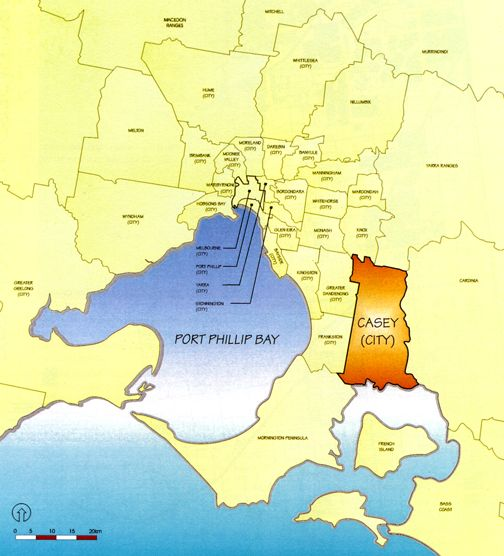 MITCHELL
MACEDON
RANGES
MURRINDINDI
WHITTLESEA
(CITY)
HUME
(CITY)
NILLUMBIK
MELTON
MORELAND
(CITY)
DAREBIN
(CITY)
BANYULE
(CITY)
BRIMBANK
(CITY)
MOONEE
VALLEY
(CITY)
YARRA RANGES
MANNINGHAM
(CITY)
MARIBYRNONG
(CITY)
BOROONDARA
(CITY)
MAROONDAH
(CITY)
WHITEHORSE
(CITY)
HOBSONS BAY
(CITY)
WYNDHAM
(CITY)
GLEN EIRA
(CITY)
MONASH
(CITY)
KNOX
(CITY)
MELBOURNE
(CITY)
BAYSIDE
(CITY)
PORT PHILLIP
(CITY)
KINGSTON
(CITY)
YARRA
(CITY)
GREATER
DANDENONG
(CITY)
CARDINIA
GREATER
GEELONG
(CITY)
STONNINGTON
(CITY)
CASEY
(CITY)
PORT PHILLIP BAY
FRANKSTON
(CITY)
MORNINGTON PENINSULA
FRENCH
ISLAND
BASS
COAST
0 5 10 15 20km